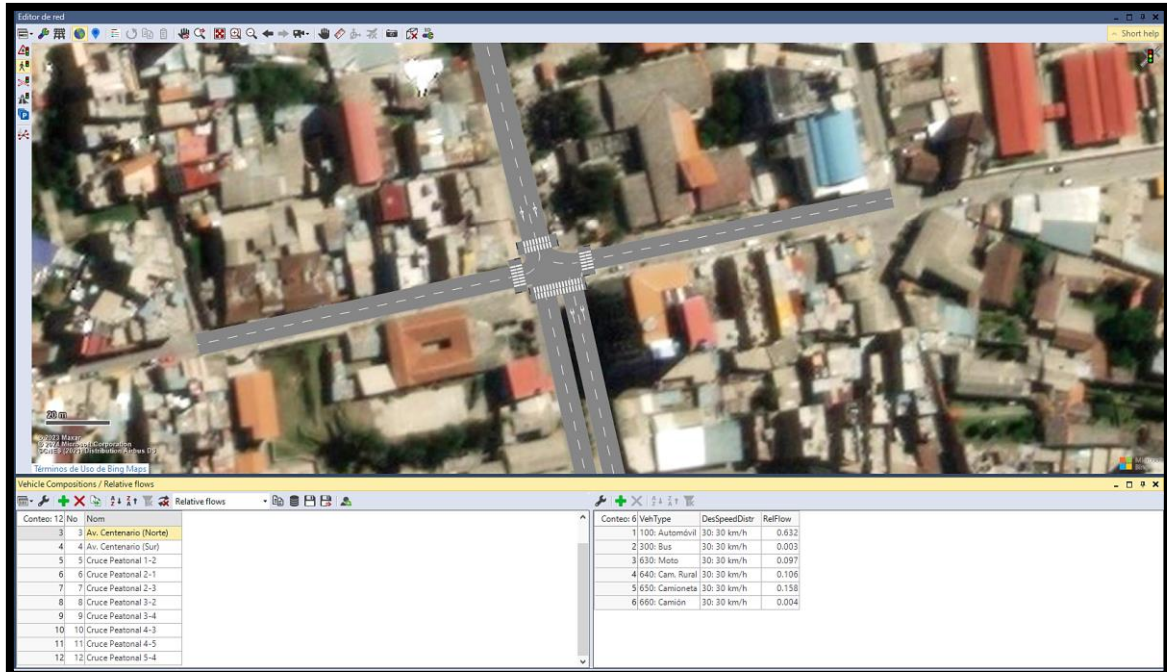 Editor de red
Short help
20 m
© 2023 Maxar
© 2024 Microsoft Corporation
©CNES (2023) Distribution Airbus DS
Términos de Uso de Bing Maps
Vehicle Compositions / Relative flows
Relative flows
Conteo: 12 No Nom
3 3 Av. Centenario (Norte)
4 4 Av. Centenario (Sur)
5 5 Cruce Peatonal 1-2
6 6 Cruce Peatonal 2-1
7 7 Cruce Peatonal 2-3
8 8 Cruce Peatonal 3-2
9 9 Cruce Peatonal 3-4
10 10 Cruce Peatonal 4-3
11 11 Cruce Peatonal 4-5
12 12 Cruce Peatonal 5-4
Conteo: 6 VehType DesSpeedDistr RelFlow
1 100: Automóvil 30: 30 km/h 0.632
2 300: Bus 30: 30 km/h 0.003
3 630: Moto 30: 30 km/h 0.097
4 640: Cam. Rural 30: 30 km/h 0.106
5 650: Camioneta 30: 30 km/h 0.158
6 660: Camión 30: 30 km/h 0.004